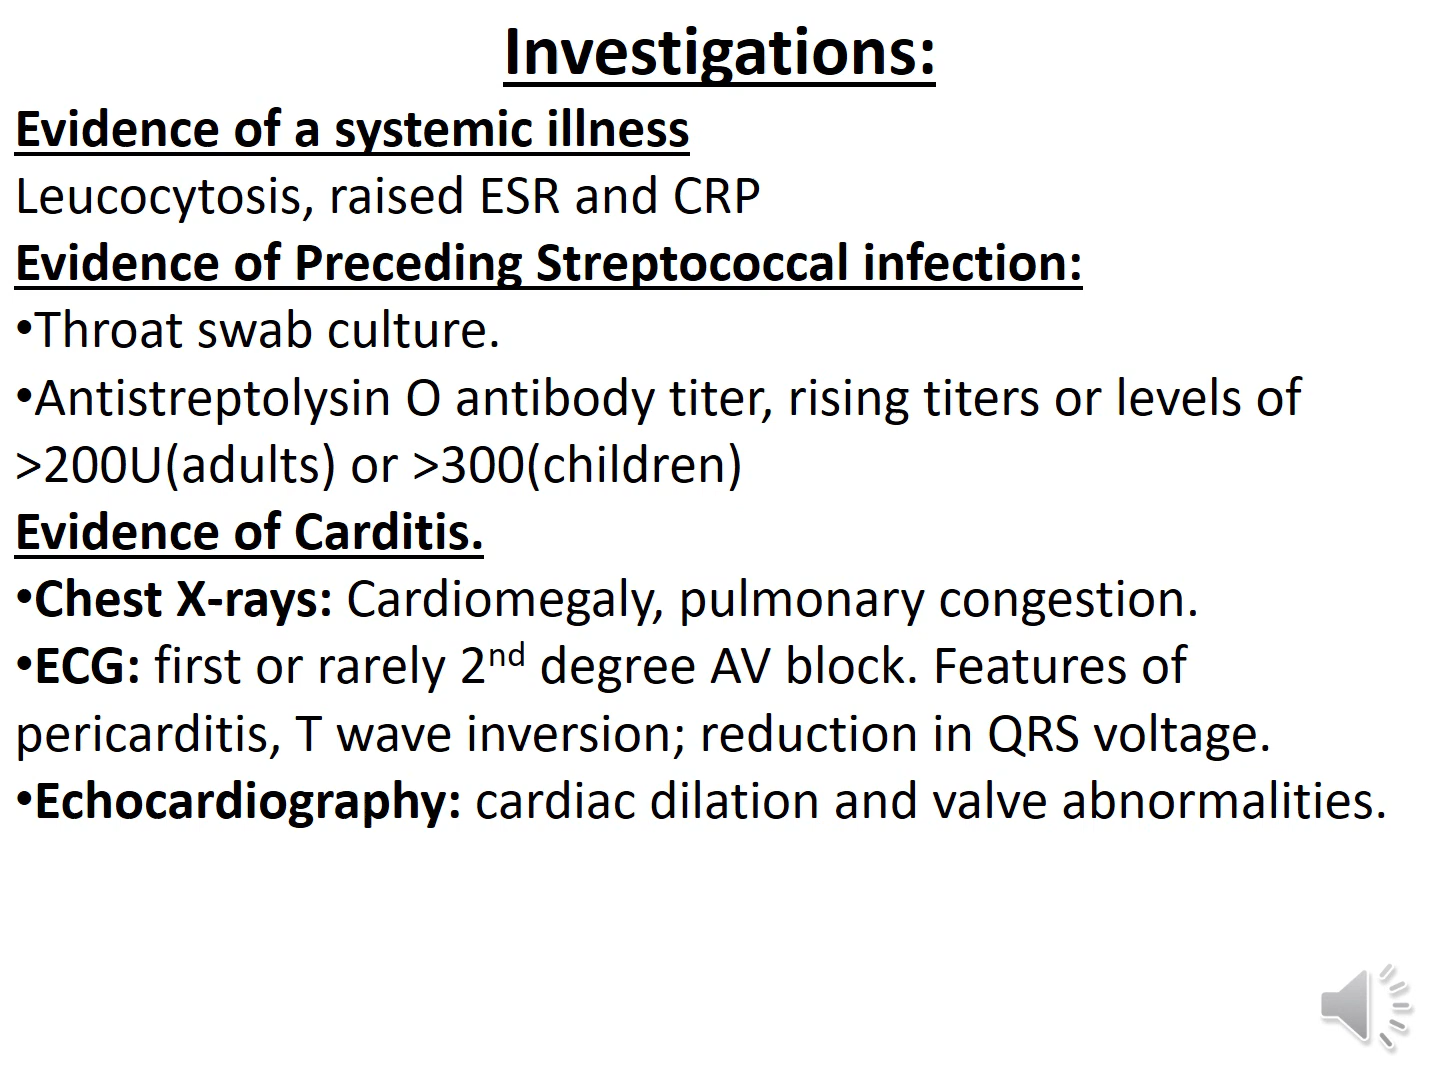 Investigations:
Evidence of a systemic illness
Leucocytosis, raised ESR and CRP
Evidence of Preceding Streptococcal infection:
•Throat swab culture.
•Antistreptolysin O antibody titer, rising titers or levels of
>200U(adults) or >300(children)
Evidence of Carditis.
•Chest X-rays: Cardiomegaly, pulmonary congestion.
•ECG: first or rarely 2nd degree AV block. Features of
pericarditis, T wave inversion; reduction in QRS voltage.
•Echocardiography: cardiac dilation and valve abnormalities.